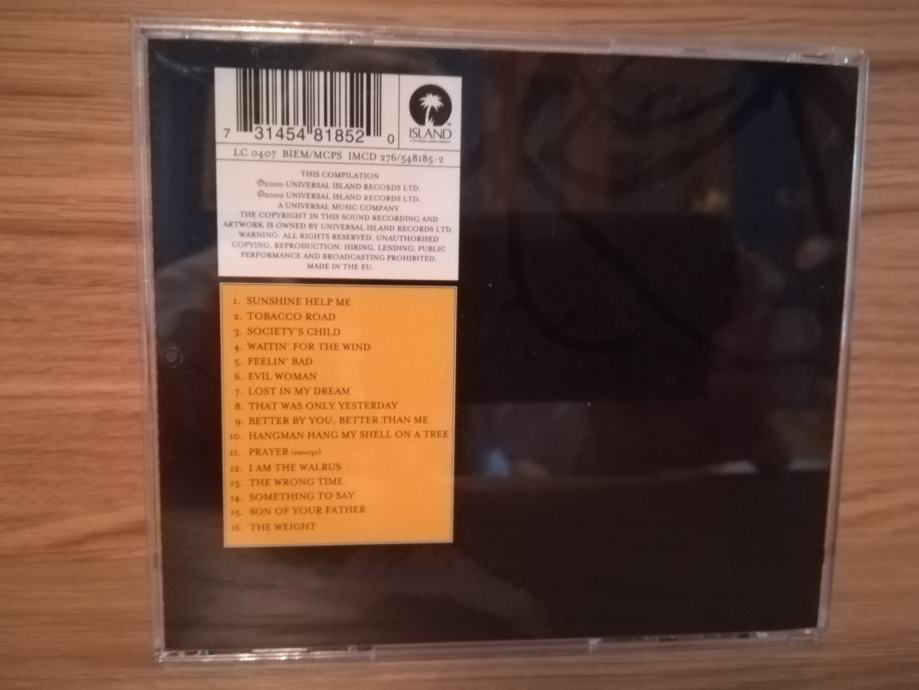 7 31454 81852 0
ISLAND
LC 0407 BIEM/MCPS IMCD 276/548185-2
THIS COMPILATION
℗2000 UNIVERSAL ISLAND RECORDS LTD.
©2000 UNIVERSAL ISLAND RECORDS LTD.
A UNIVERSAL MUSIC COMPANY.
THE COPYRIGHT IN THIS SOUND RECORDING AND
ARTWORK IS OWNED BY UNIVERSAL ISLAND RECORDS LTD.
WARNING. ALL RIGHTS RESERVED. UNAUTHORISED
COPYING, REPRODUCTION, HIRING, LENDING, PUBLIC
PERFORMANCE AND BROADCASTING PROHIBITED.
MADE IN THE EU.
1. SUNSHINE HELP ME
2. TOBACCO ROAD
3. SOCIETY'S CHILD
4. WAITIN' FOR THE WIND
5. FEELIN' BAD
6. EVIL WOMAN
7. LOST IN MY DREAM
8. THAT WAS ONLY YESTERDAY
9. BETTER BY YOU, BETTER THAN ME
10. HANGMAN HANG MY SHELL ON A TREE
11. PRAYER (excerpt)
12. I AM THE WALRUS
13. THE WRONG TIME
14. SOMETHING TO SAY
15. SON OF YOUR FATHER
16. THE WEIGHT